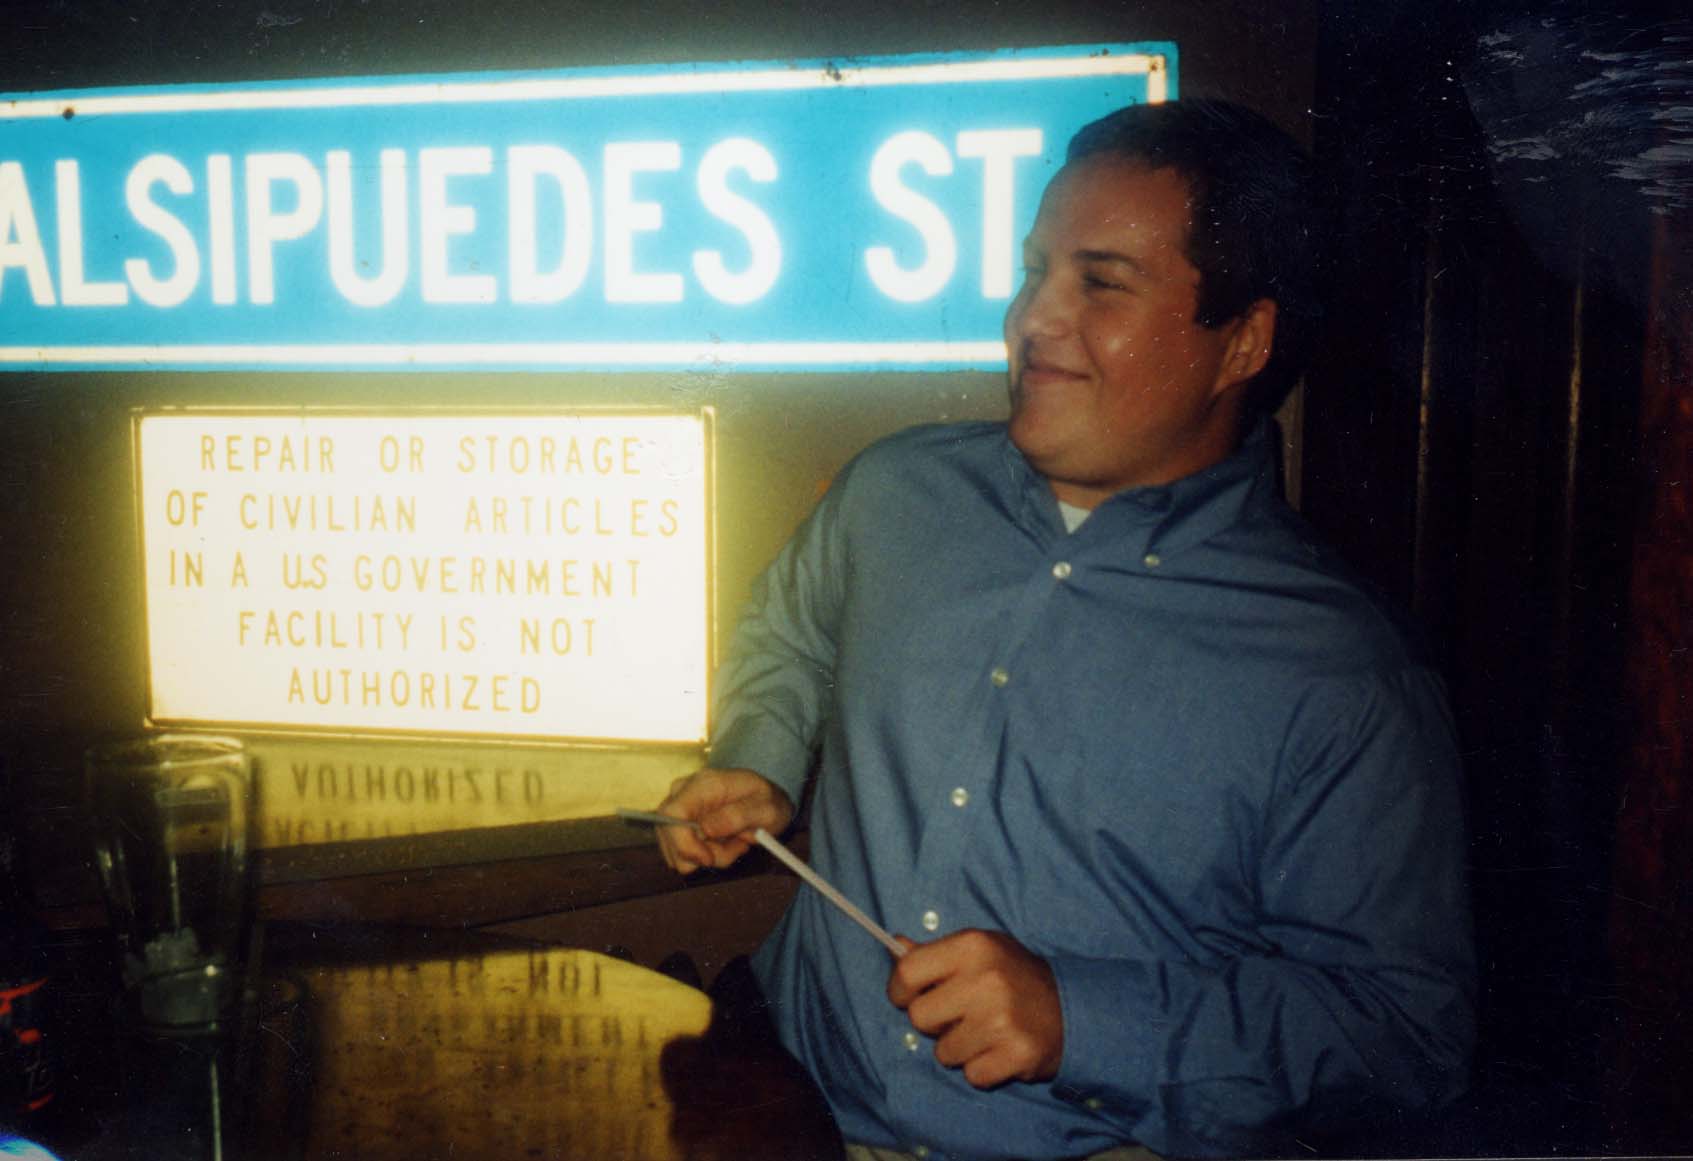 ALSIPUEDES ST
REPAIR OR STORAGE
OF CIVILIAN ARTICLES
IN A U.S GOVERNMENT
FACILITY IS NOT
AUTHORIZED